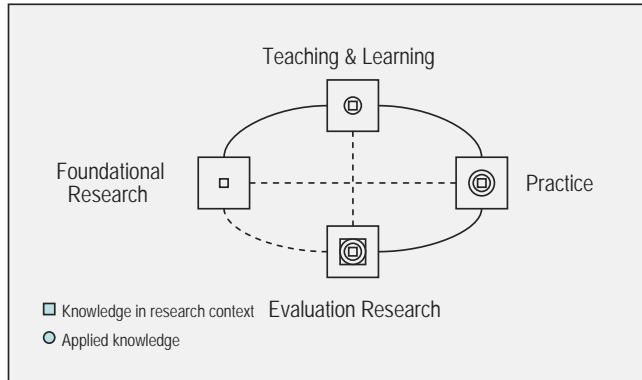 Teaching & Learning
Foundational
Research
Practice
Knowledge in research context
Evaluation Research
Applied knowledge